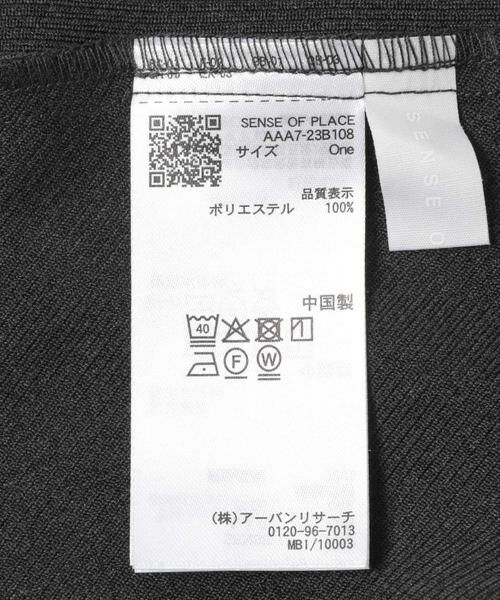 SENSE OF PLACE
AAA7-23B108
サイズ One
品質表示
ポリエステル 100%
中国製
40
F W
(株)アーバンリサーチ
0120-96-7013
MBI/10003
SENSE O